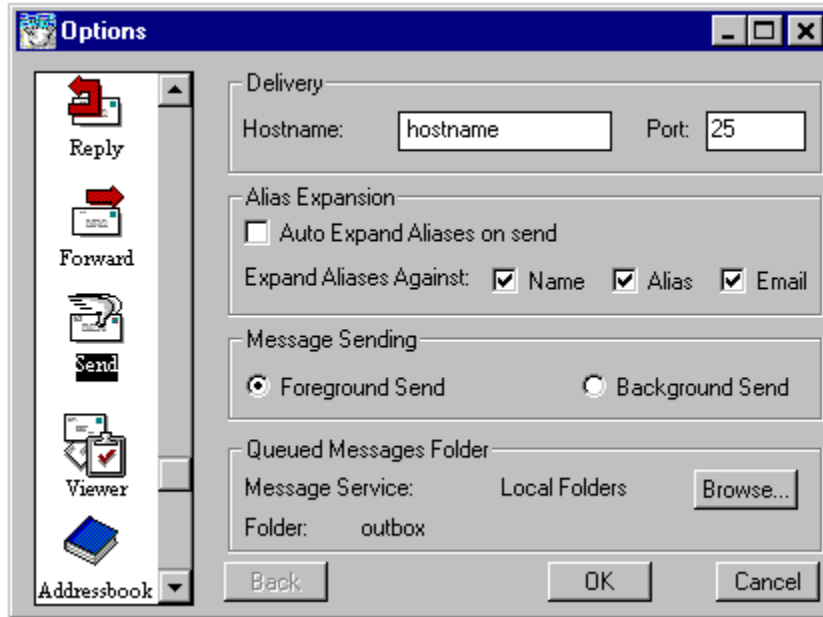 Options
Reply
Forward
Send
Viewer
Addressbook
Delivery
Hostname: hostname Port: 25
Alias Expansion
Auto Expand Aliases on send
Expand Aliases Against: Name Alias Email
Message Sending
Foreground Send Background Send
Queued Messages Folder
Message Service: Local Folders Browse...
Folder: outbox
Back OK Cancel